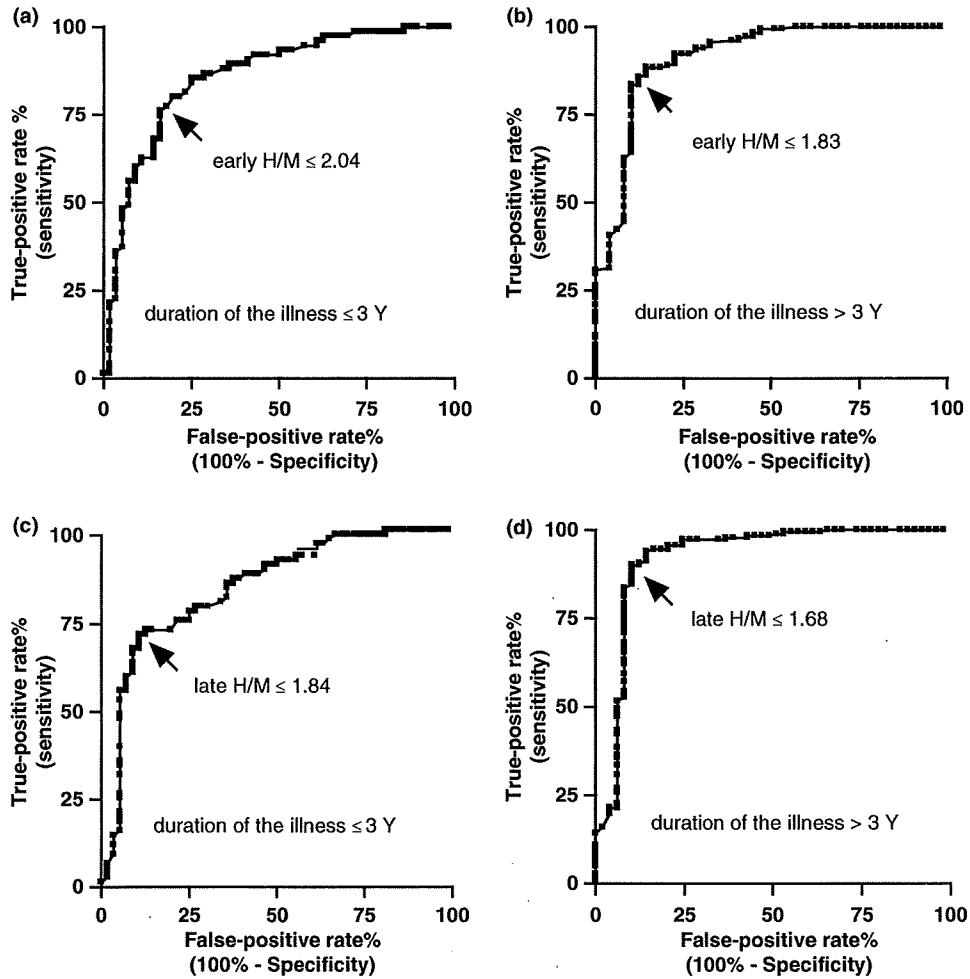 (a)
100
75
50
25
0
True-positive rate %
(sensitivity)
early H/M ≤ 2.04
duration of the illness ≤ 3 Y
0 25 50 75 100
False-positive rate%
(100% - Specificity)
(b)
100
75
50
25
0
True-positive rate%
(sensitivity)
early H/M ≤ 1.83
duration of the illness > 3 Y
0 25 50 75 100
False-positive rate%
(100% - Specificity)
(c)
100
75
50
25
0
True-positive rate%
(sensitivity)
late H/M ≤ 1.84
duration of the illness ≤ 3 Y
0 25 50 75 100
False-positive rate%
(100% - Specificity)
(d)
100
75
50
25
0
True-positive rate%
(sensitivity)
late H/M ≤ 1.68
duration of the illness > 3 Y
0 25 50 75 100
False-positive rate%
(100% - Specificity)